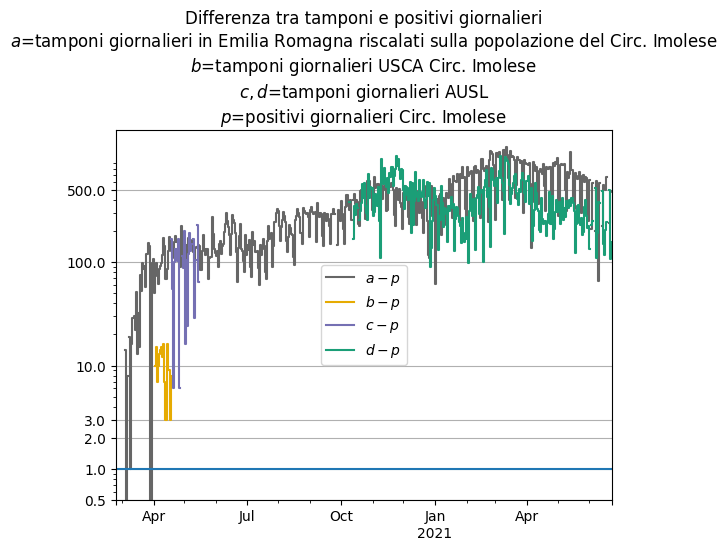 Differenza tra tamponi e positivi giornalieri
a=tamponi giornalieri in Emilia Romagna riscalati sulla popolazione del Circ. Imolese
b=tamponi giornalieri USCA Circ. Imolese
c, d=tamponi giornalieri AUSL
p=positivi giornalieri Circ. Imolese
500.0
100.0
10.0
3.0
2.0
1.0
0.5
a − p
b − p
c − p
d − p
Apr Jul Oct Jan Apr
2021